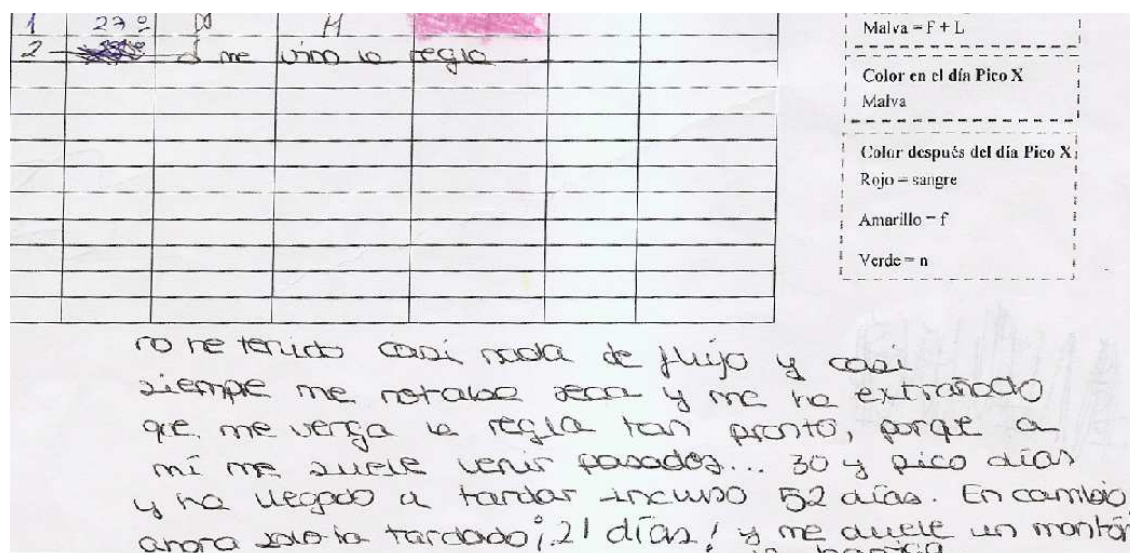 1 27º M
Malva = F + L
2 me vino la regla
Color en el día Pico X
Malva
Color después del día Pico X
Rojo = sangre
Amarillo = f
Verde = n
no he tenido casi nada de flujo y casi
siempre me notaba seca y me ha extrañado
que me venga la regla tan pronto, porque a
mí me suele venir pasados... 30 y pico días
y ha llegado a tardar incluso 52 días. En cambio
ahora solo ha tardado ¡21 días! y me duele un montón
la barriga